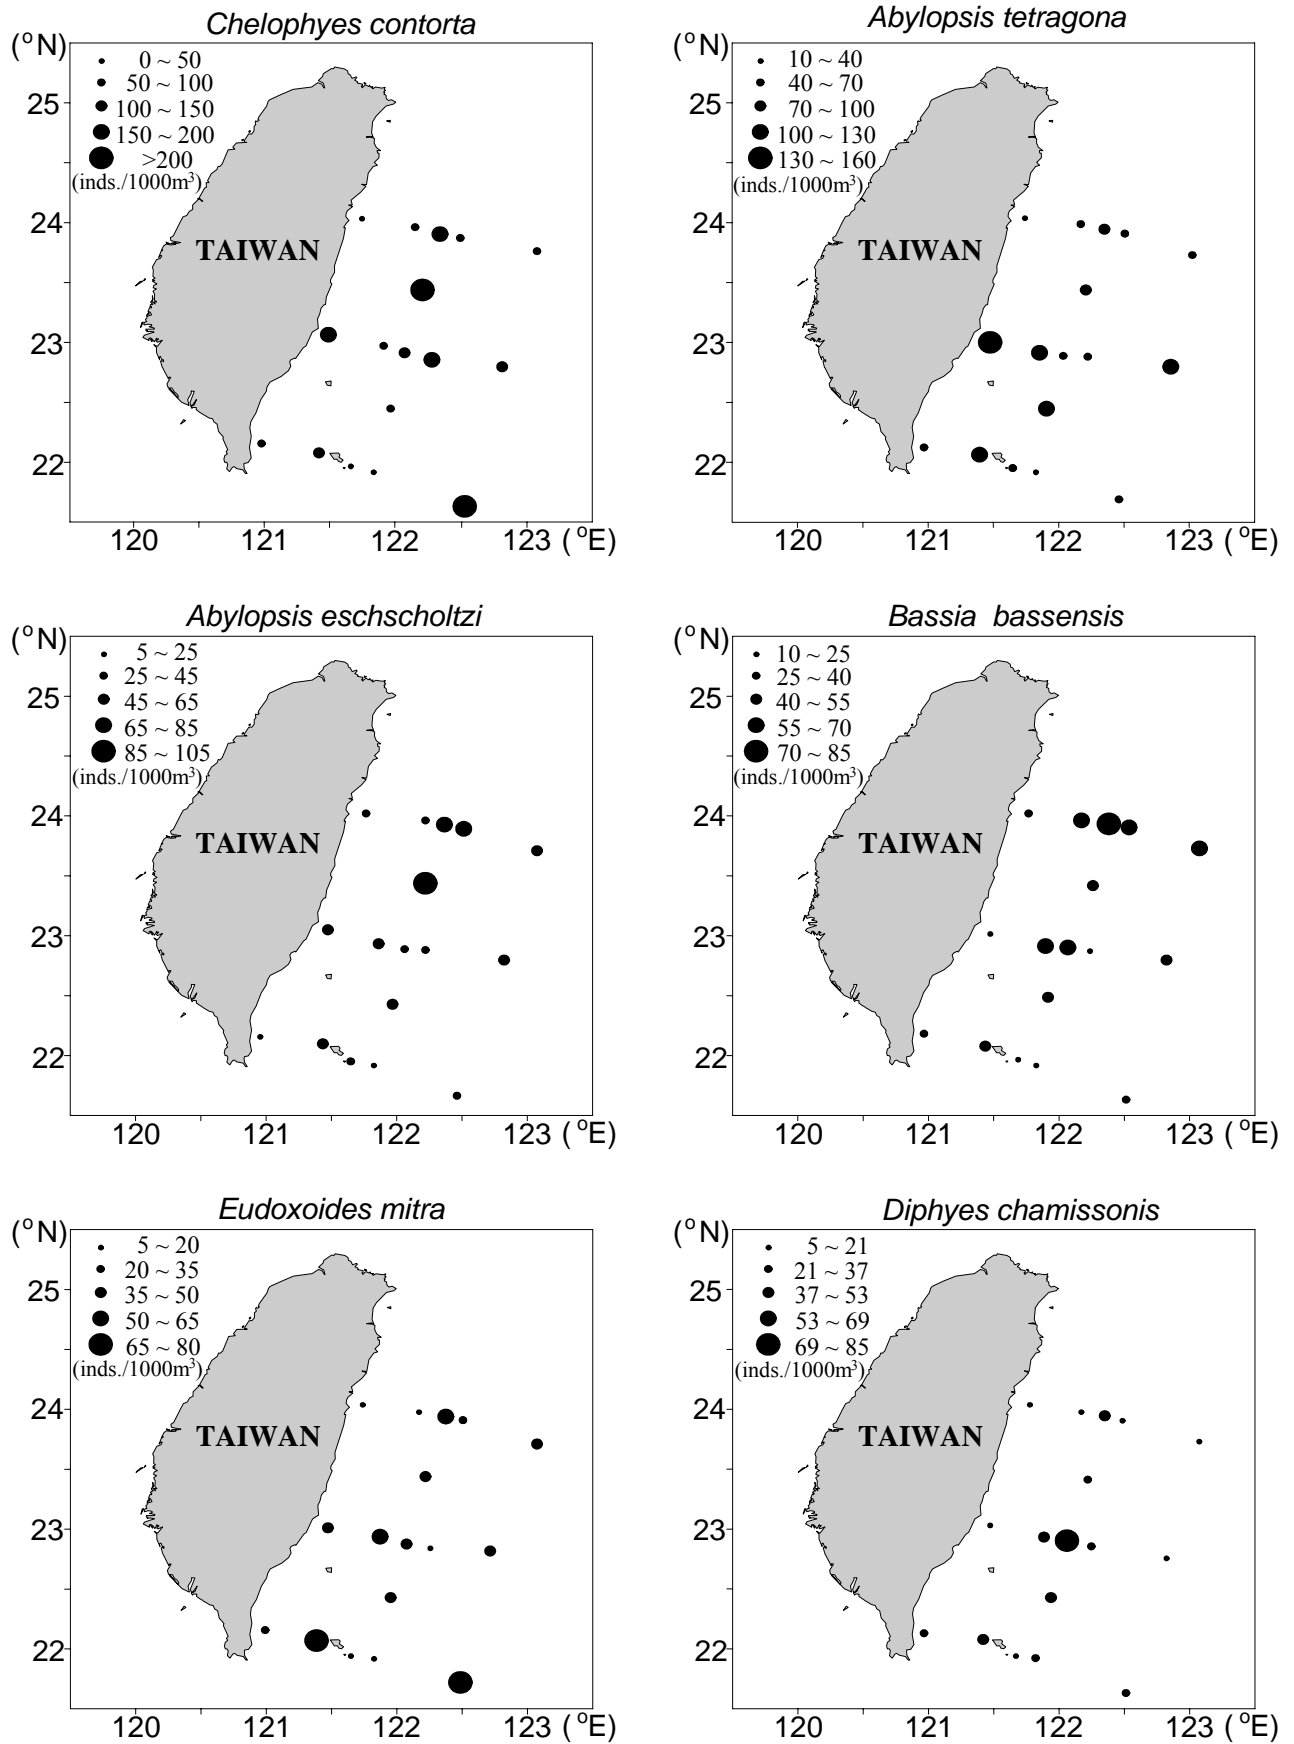 Chelophyes contorta
(°N)
0 ~ 50
50 ~ 100
100 ~ 150
150 ~ 200
>200
(inds./1000m³)
25
24
23
22
TAIWAN
120 121 122 123 (°E)
Abylopsis tetragona
(°N)
10 ~ 40
40 ~ 70
70 ~ 100
100 ~ 130
130 ~ 160
(inds./1000m³)
25
24
23
22
TAIWAN
120 121 122 123 (°E)
Abylopsis eschscholtzi
(°N)
5 ~ 25
25 ~ 45
45 ~ 65
65 ~ 85
85 ~ 105
(inds./1000m³)
25
24
23
22
TAIWAN
120 121 122 123 (°E)
Bassia bassensis
(°N)
10 ~ 25
25 ~ 40
40 ~ 55
55 ~ 70
70 ~ 85
(inds./1000m³)
25
24
23
22
TAIWAN
120 121 122 123 (°E)
Eudoxoides mitra
(°N)
5 ~ 20
20 ~ 35
35 ~ 50
50 ~ 65
65 ~ 80
(inds./1000m³)
25
24
23
22
TAIWAN
120 121 122 123 (°E)
Diphyes chamissonis
(°N)
5 ~ 21
21 ~ 37
37 ~ 53
53 ~ 69
69 ~ 85
(inds./1000m³)
25
24
23
22
TAIWAN
120 121 122 123 (°E)